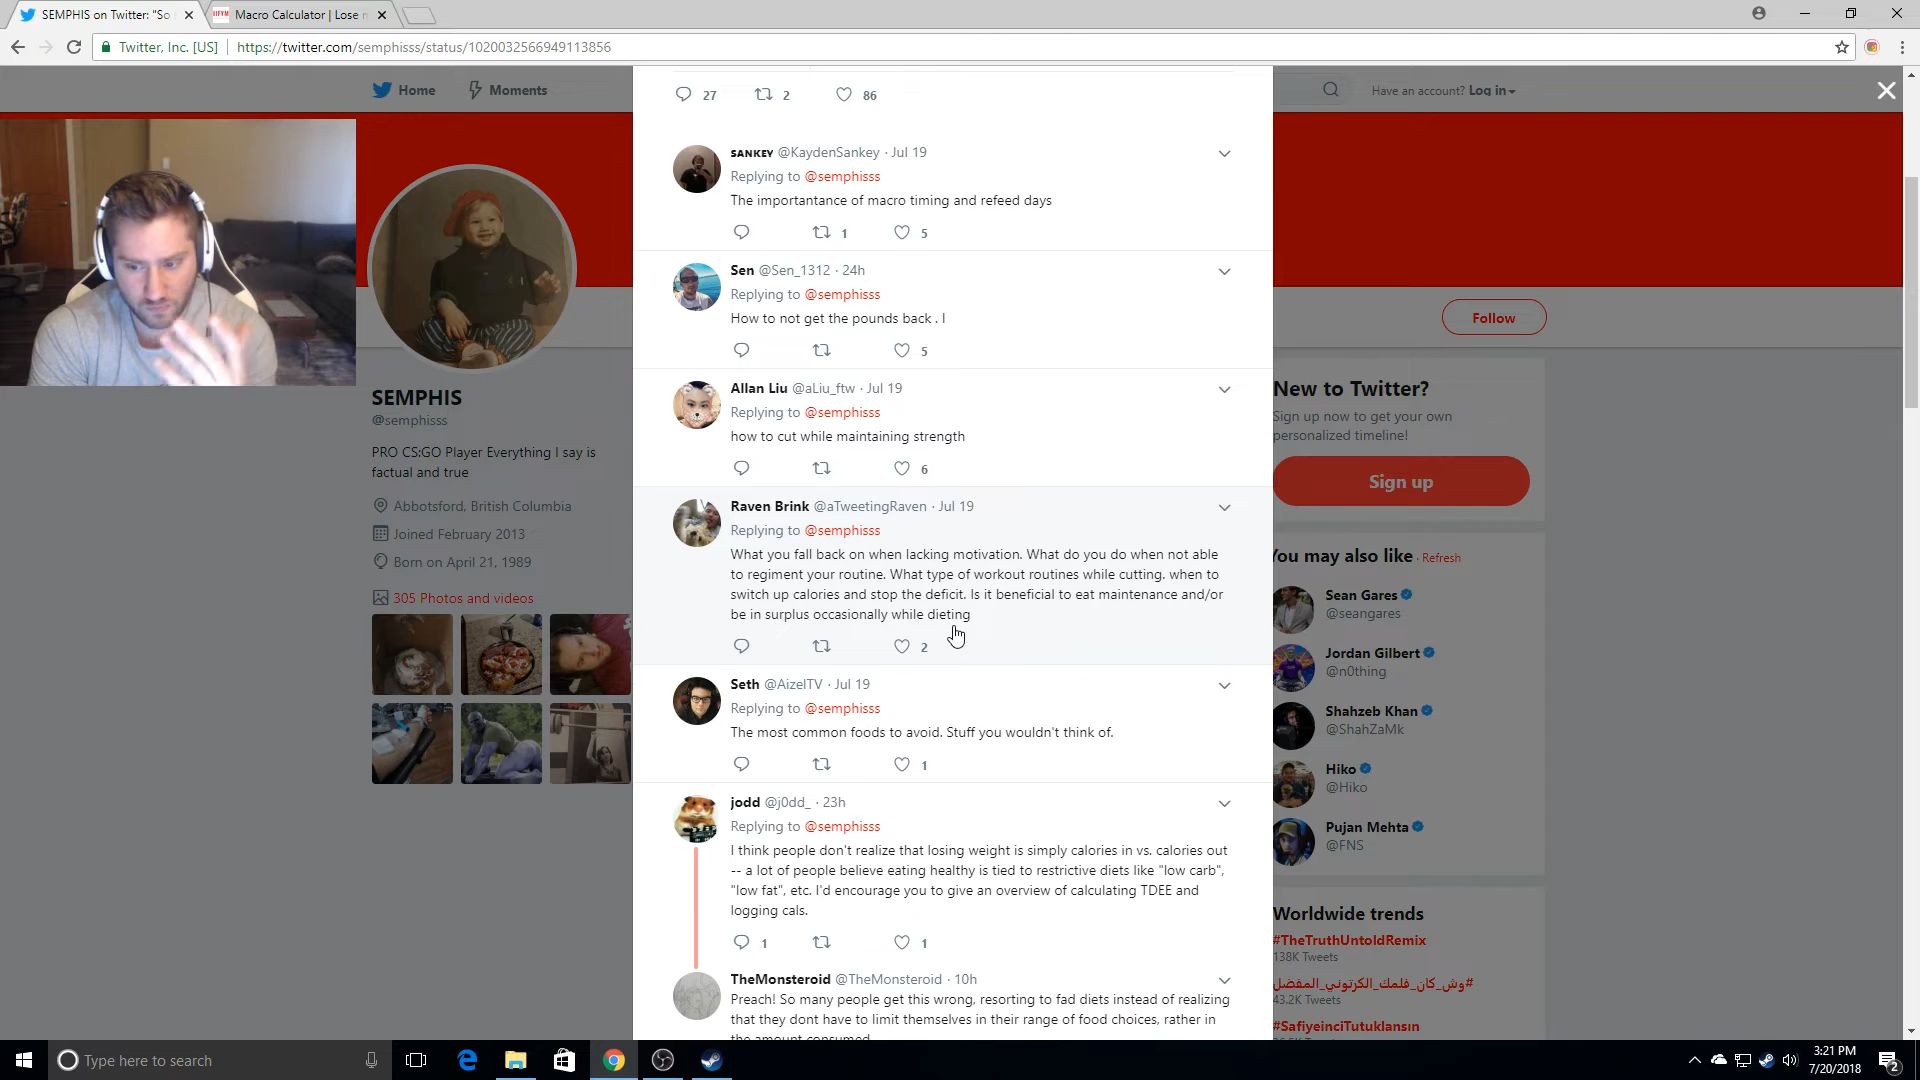 SEMPHIS on Twitter: "So
Macro Calculator | Lose
Twitter, Inc. [US]
https://twitter.com/semphisss/status/1020032566949113856
Home
Moments
Have an account? Log in
27
2
86
SANKEY @KaydenSankey · Jul 19
Replying to @semphisss
The importantance of macro timing and refeed days
1
5
Sen @Sen_1312 · 24h
Replying to @semphisss
How to not get the pounds back . I
5
Allan Liu @aLiu_ftw · Jul 19
Replying to @semphisss
how to cut while maintaining strength
6
Raven Brink @aTweetingRaven · Jul 19
Replying to @semphisss
What you fall back on when lacking motivation. What do you do when not able
to regiment your routine. What type of workout routines while cutting. when to
switch up calories and stop the deficit. Is it beneficial to eat maintenance and/or
be in surplus occasionally while dieting
2
Seth @AizelTV · Jul 19
Replying to @semphisss
The most common foods to avoid. Stuff you wouldn't think of.
1
jodd @j0dd_ · 23h
Replying to @semphisss
I think people don't realize that losing weight is simply calories in vs. calories out
-- a lot of people believe eating healthy is tied to restrictive diets like "low carb",
"low fat", etc. I'd encourage you to give an overview of calculating TDEE and
logging cals.
1
1
TheMonsteroid @TheMonsteroid · 10h
Preach! So many people get this wrong, resorting to fad diets instead of realizing
that they dont have to limit themselves in their range of food choices, rather in
the amount consumed
SEMPHIS
@semphisss
PRO CS:GO Player Everything I say is
factual and true
Abbotsford, British Columbia
Joined February 2013
Born on April 21, 1989
305 Photos and videos
Follow
New to Twitter?
Sign up now to get your own
personalized timeline!
Sign up
You may also like · Refresh
Sean Gares
@seangares
Jordan Gilbert
@n0thing
Shahzeb Khan
@ShahZaMk
Hiko
@Hiko
Pujan Mehta
@FNS
Worldwide trends
#TheTruthUntoldRemix
138K Tweets
#وش_كان_فلمك_الكرتوني_المفضل
43.2K Tweets
#SafiyeinciTutuklansın
Type here to search
3:21 PM
7/20/2018
2